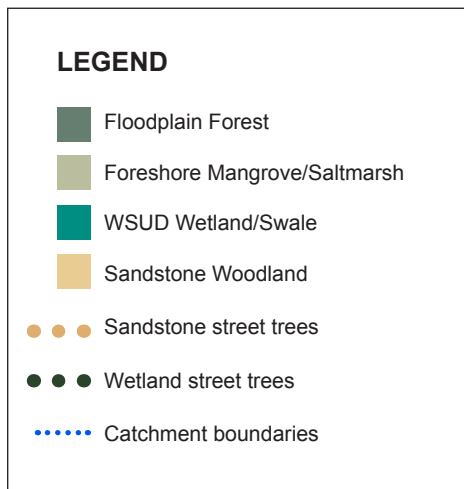 LEGEND
Floodplain Forest
Foreshore Mangrove/Saltmarsh
WSUD Wetland/Swale
Sandstone Woodland
Sandstone street trees
Wetland street trees
Catchment boundaries